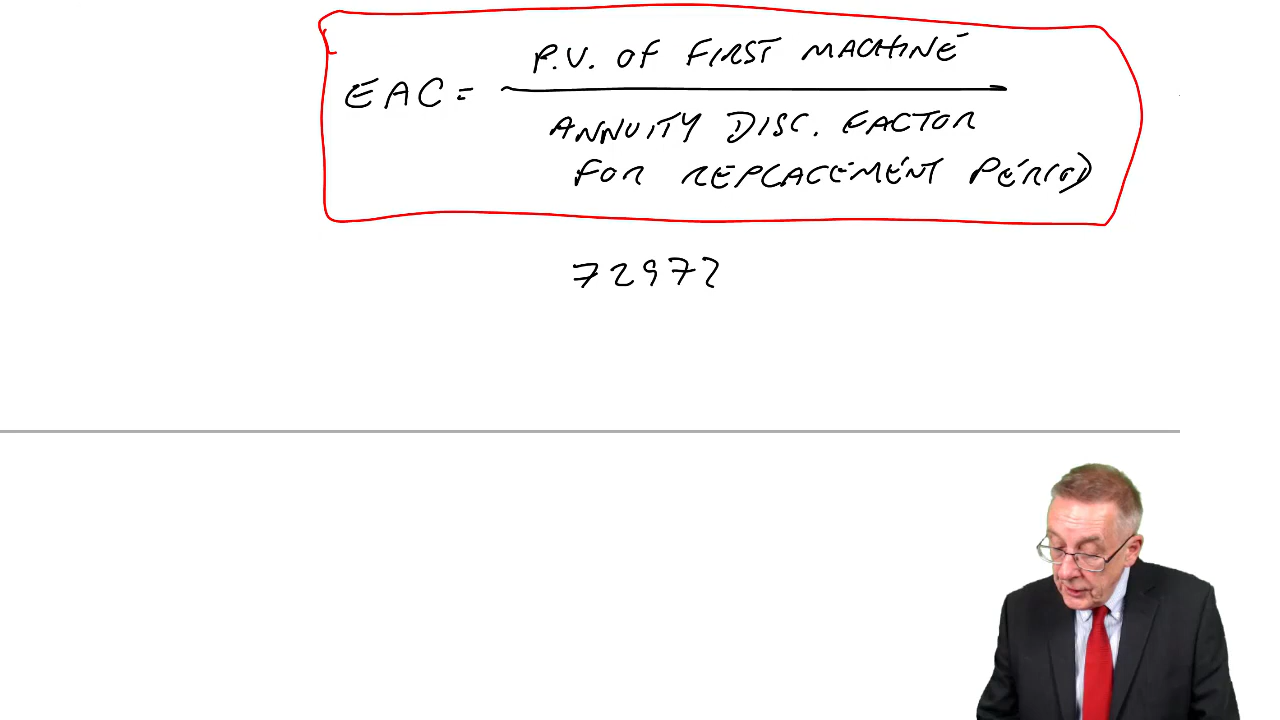 EAC = P.V. OF FIRST MACHINE
ANNUITY DISC. FACTOR
FOR REPLACEMENT PERIOD
72972